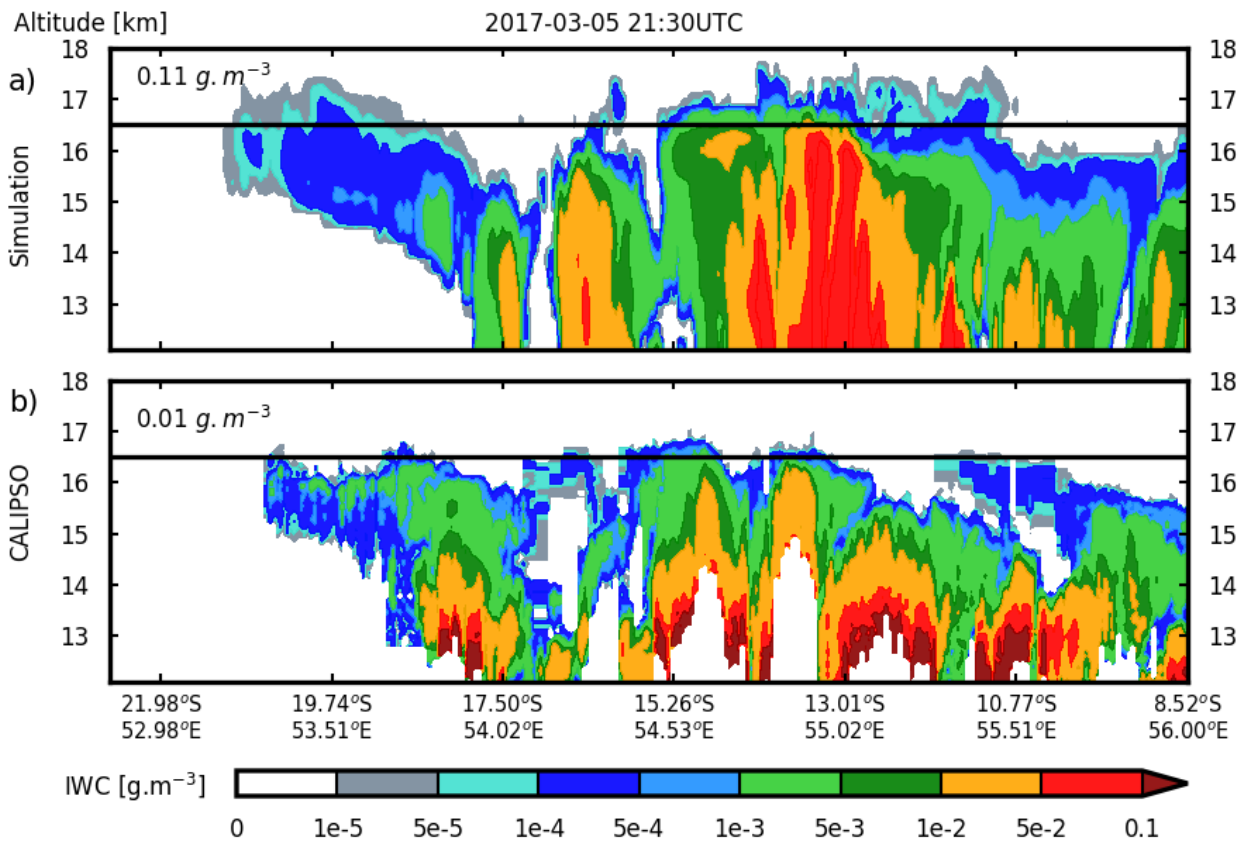 Altitude [km] 2017-03-05 21:30UTC
a) 0.11 g.m⁻³
18 18
17 17
16 16
15 15
14 14
13 13
Simulation
b) 0.01 g.m⁻³
18 18
17 17
16 16
15 15
14 14
13 13
CALIPSO
21.98°S 19.74°S 17.50°S 15.26°S 13.01°S 10.77°S 8.52°S
52.98°E 53.51°E 54.02°E 54.53°E 55.02°E 55.51°E 56.00°E
IWC [g.m⁻³]
0 1e-5 5e-5 1e-4 5e-4 1e-3 5e-3 1e-2 5e-2 0.1